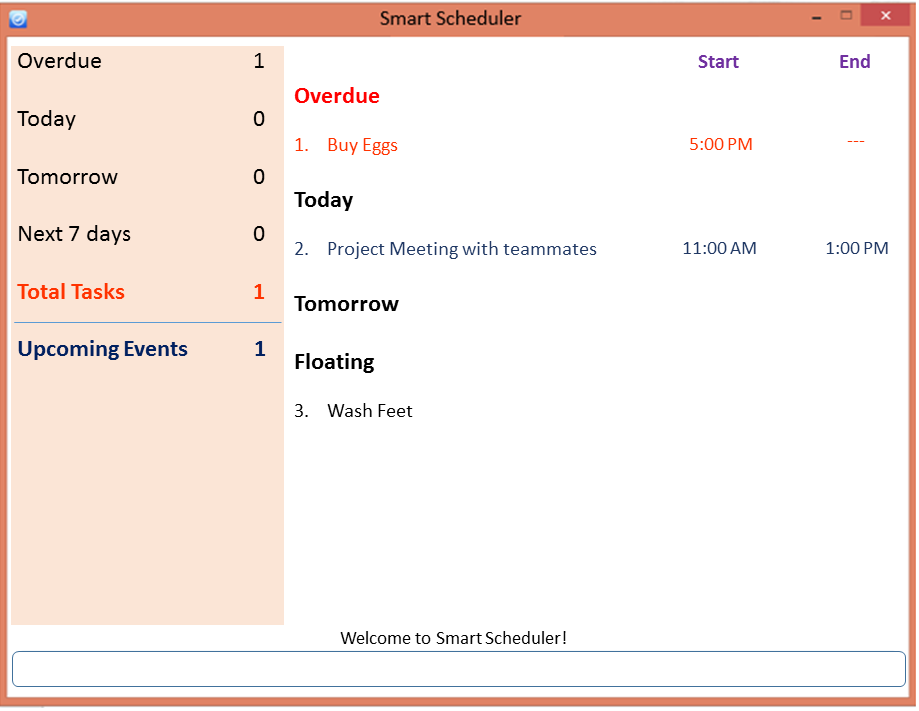 Smart Scheduler
Overdue 1
Today 0
Tomorrow 0
Next 7 days 0
Total Tasks 1
Upcoming Events 1
Start End
Overdue
1. Buy Eggs 5:00 PM ---
Today
2. Project Meeting with teammates 11:00 AM 1:00 PM
Tomorrow
Floating
3. Wash Feet
Welcome to Smart Scheduler!